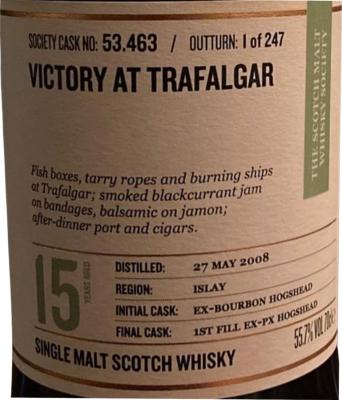 SOCIETY CASK NO: 53.463 / OUTTURN: 1 of 247
VICTORY AT TRAFALGAR
THE SCOTCH MALT
WHISKY SOCIETY
Fish boxes, tarry ropes and burning ships
at Trafalgar; smoked blackcurrant jam
on bandages, balsamic on jamon;
after-dinner port and cigars.
15 YEARS AGED
DISTILLED: 27 MAY 2008
REGION: ISLAY
INITIAL CASK: EX-BOURBON HOGSHEAD
FINAL CASK: 1ST FILL EX-PX HOGSHEAD
SINGLE MALT SCOTCH WHISKY
55.7% VOL 70cl